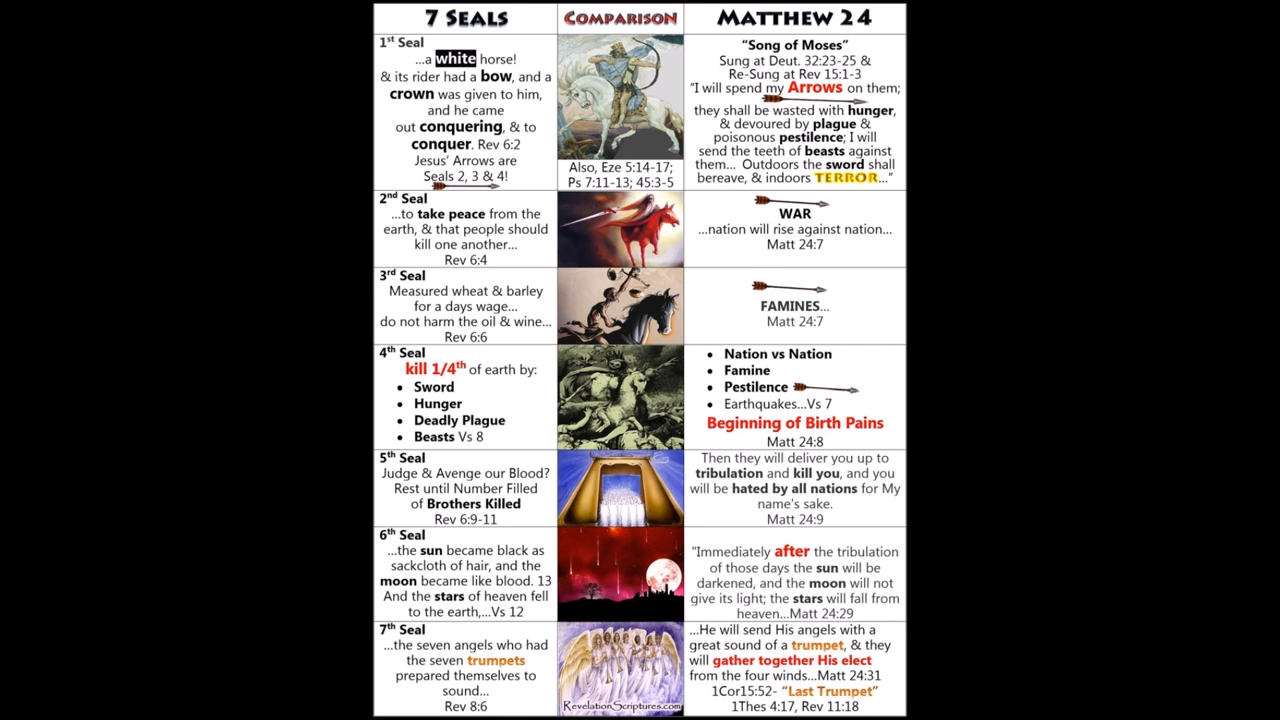 7 SEALS
COMPARISON
MATTHEW 24
1st Seal
...a white horse!
& its rider had a bow, and a
crown was given to him,
and he came
out conquering, & to
conquer. Rev 6:2
Jesus' Arrows are
Seals 2, 3 & 4!
Also, Eze 5:14-17;
Ps 7:11-13; 45:3-5
“Song of Moses”
Sung at Deut. 32:23-25 &
Re-Sung at Rev 15:1-3
“I will spend my Arrows on them;
they shall be wasted with hunger,
& devoured by plague &
poisonous pestilence; I will
send the teeth of beasts against
them... Outdoors the sword shall
bereave, & indoors TERROR...”
2nd Seal
...to take peace from the
earth, & that people should
kill one another...
Rev 6:4
WAR
...nation will rise against nation...
Matt 24:7
3rd Seal
Measured wheat & barley
for a days wage...
do not harm the oil & wine...
Rev 6:6
FAMINES...
Matt 24:7
4th Seal
kill 1/4th of earth by:
• Sword
• Hunger
• Deadly Plague
• Beasts Vs 8
• Nation vs Nation
• Famine
• Pestilence
• Earthquakes...Vs 7
Beginning of Birth Pains
Matt 24:8
5th Seal
Judge & Avenge our Blood?
Rest until Number Filled
of Brothers Killed
Rev 6:9-11
Then they will deliver you up to
tribulation and kill you, and you
will be hated by all nations for My
name's sake.
Matt 24:9
6th Seal
...the sun became black as
sackcloth of hair, and the
moon became like blood. 13
And the stars of heaven fell
to the earth,...Vs 12
"Immediately after the tribulation
of those days the sun will be
darkened, and the moon will not
give its light; the stars will fall from
heaven...Matt 24:29
7th Seal
...the seven angels who had
the seven trumpets
prepared themselves to
sound...
Rev 8:6
RevelationScriptures.com
...He will send His angels with a
great sound of a trumpet, & they
will gather together His elect
from the four winds...Matt 24:31
1Cor15:52- “Last Trumpet”
1Thes 4:17, Rev 11:18